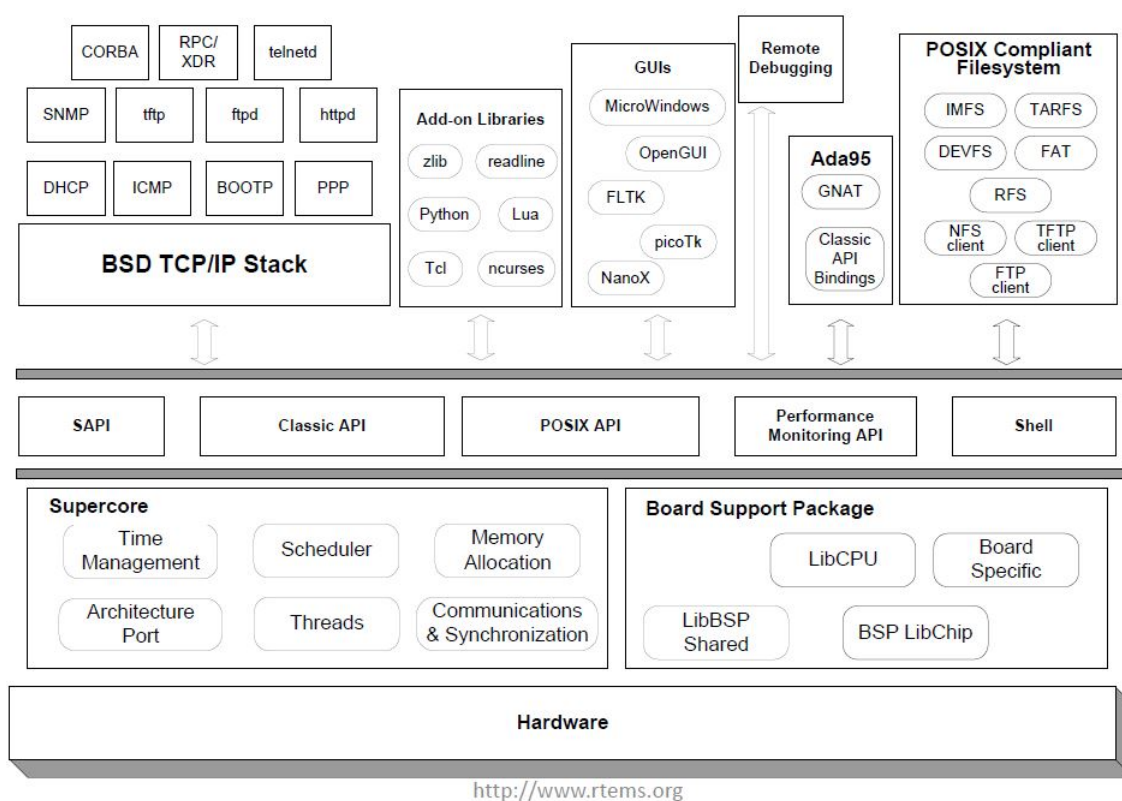 CORBA
RPC/
XDR
telnetd
SNMP
tftp
ftpd
httpd
DHCP
ICMP
BOOTP
PPP
BSD TCP/IP Stack
Add-on Libraries
zlib
readline
Python
Lua
Tcl
ncurses
GUIs
MicroWindows
OpenGUI
FLTK
picoTk
NanoX
Remote
Debugging
Ada95
GNAT
Classic
API
Bindings
POSIX Compliant
Filesystem
IMFS
TARFS
DEVFS
FAT
RFS
NFS
client
TFTP
client
FTP
client
SAPI
Classic API
POSIX API
Performance
Monitoring API
Shell
Supercore
Time
Management
Scheduler
Memory
Allocation
Architecture
Port
Threads
Communications
& Synchronization
Board Support Package
LibCPU
Board
Specific
LibBSP
Shared
BSP LibChip
Hardware
http://www.rtems.org